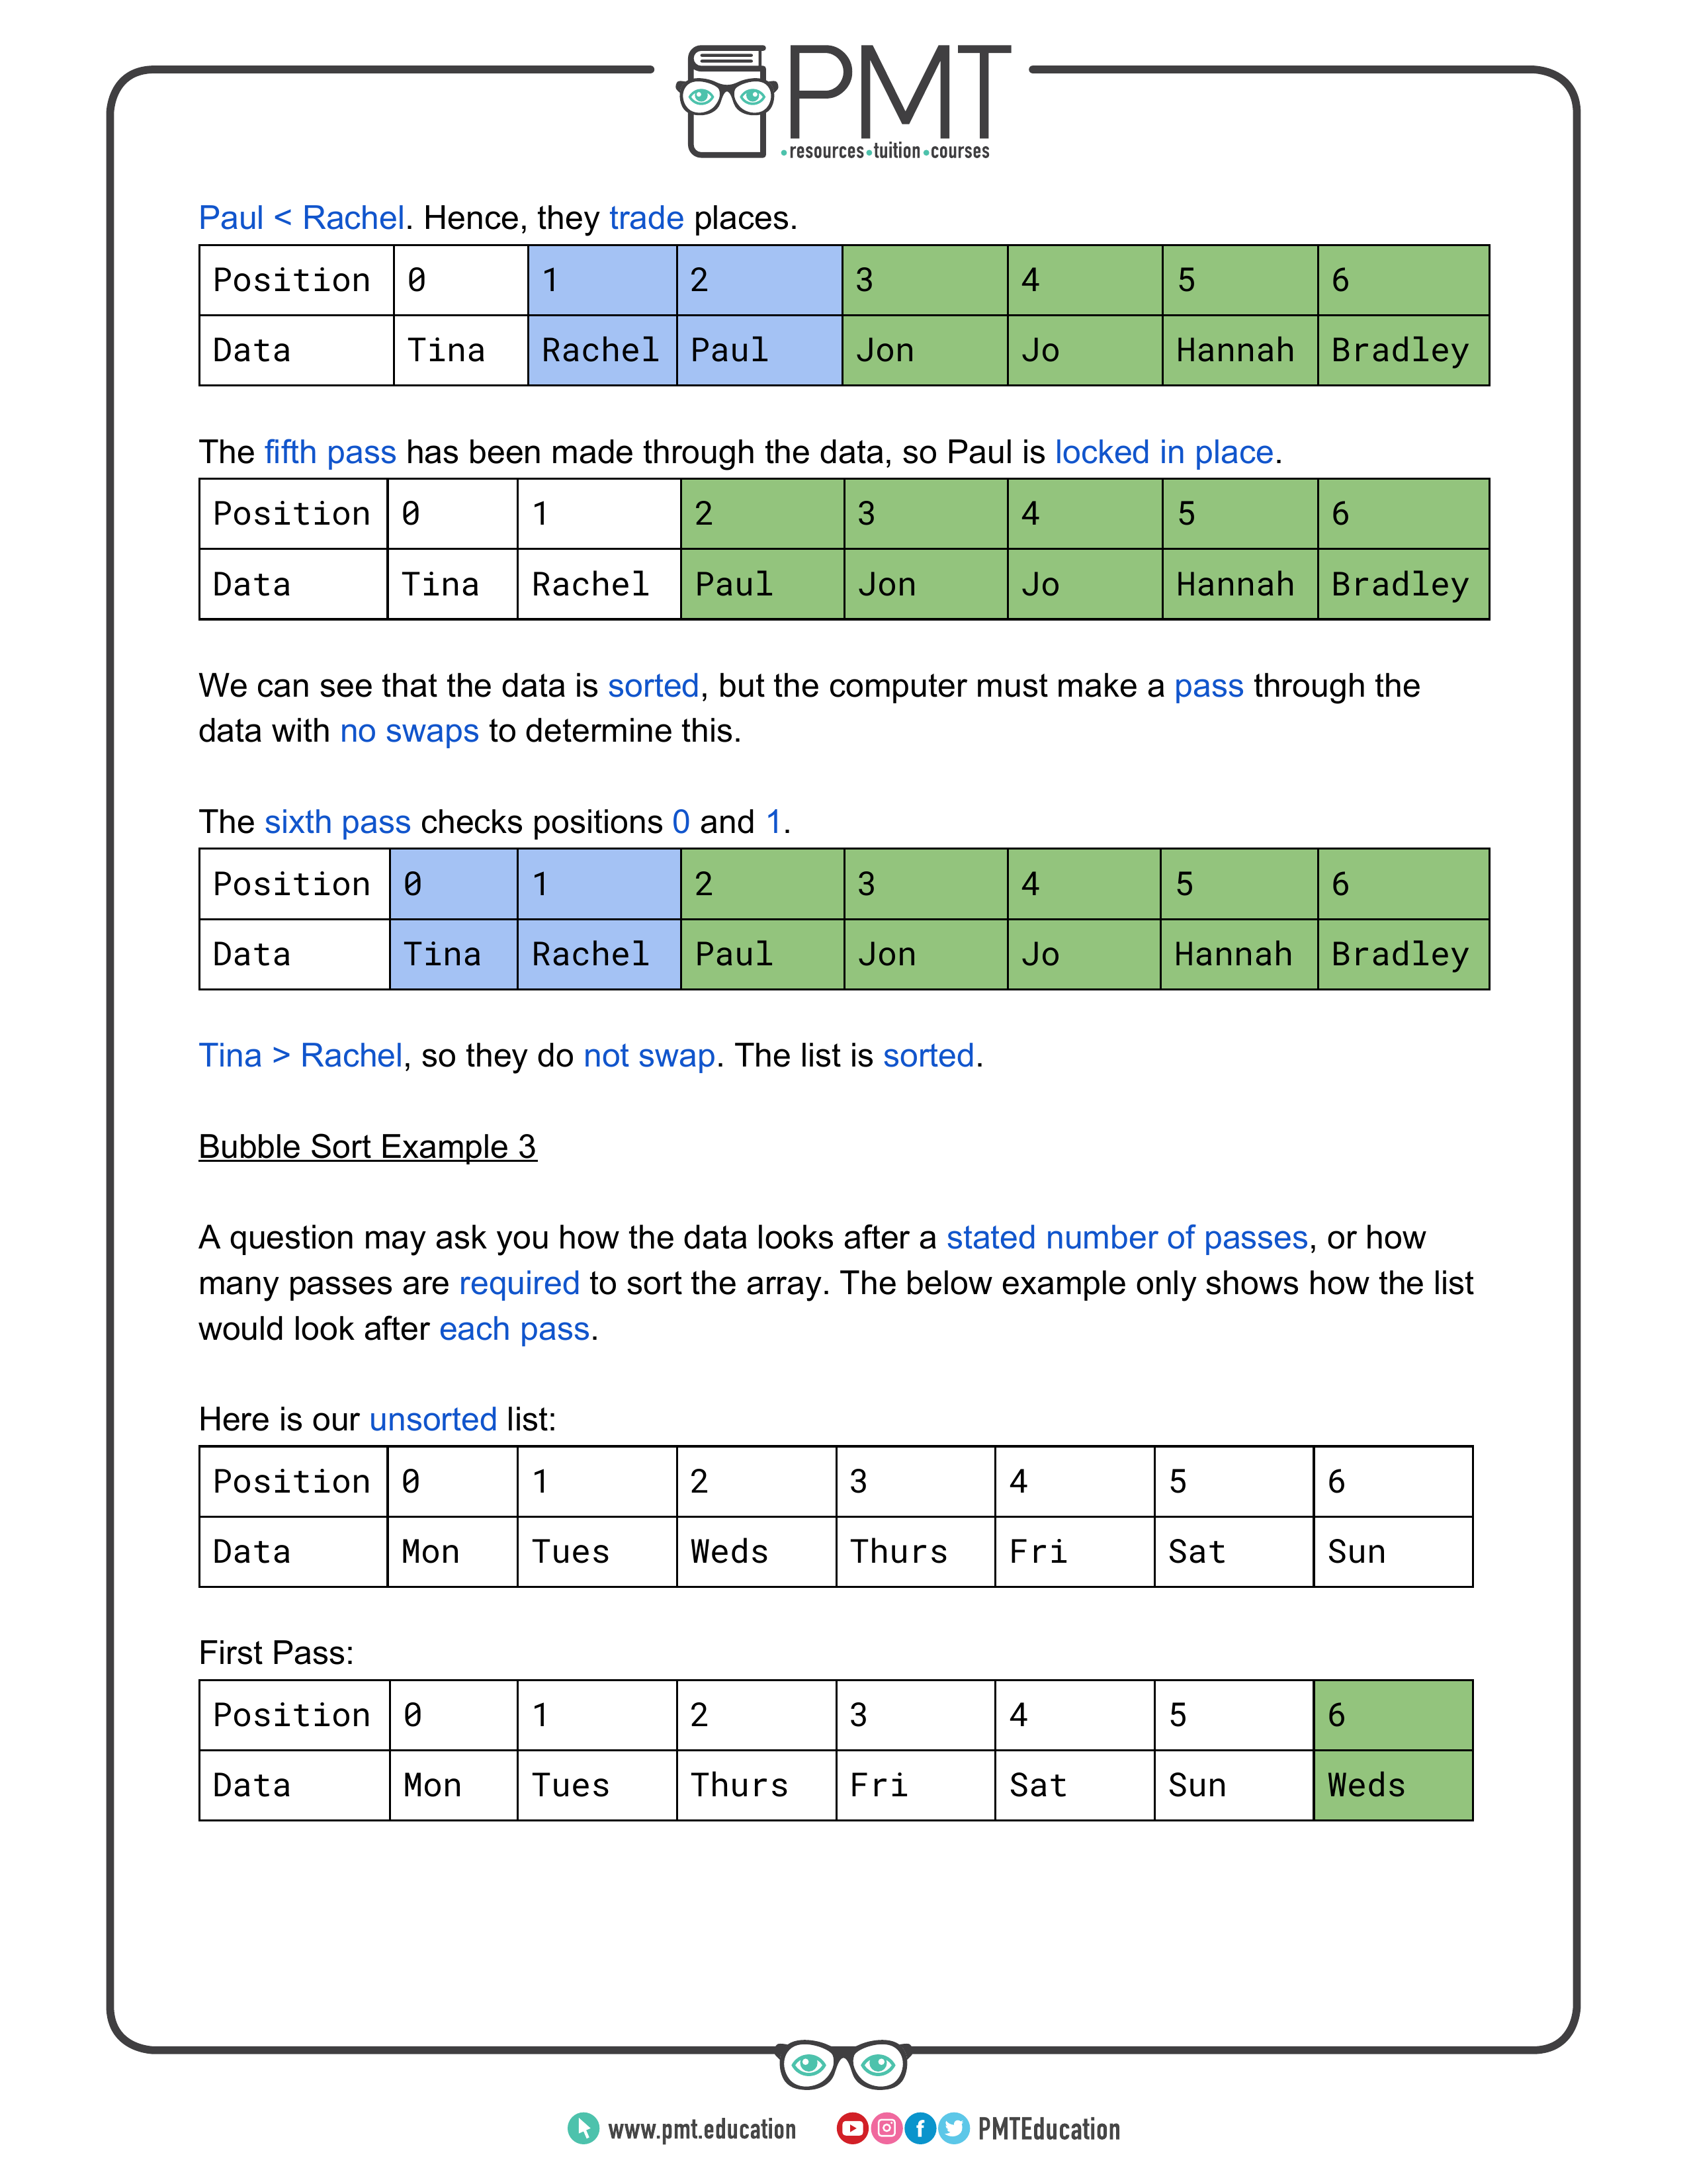 PMT
•resources•tuition•courses
Paul < Rachel. Hence, they trade places.
Position 0 1 2 3 4 5 6
Data Tina Rachel Paul Jon Jo Hannah Bradley
The fifth pass has been made through the data, so Paul is locked in place.
Position 0 1 2 3 4 5 6
Data Tina Rachel Paul Jon Jo Hannah Bradley
We can see that the data is sorted, but the computer must make a pass through the
data with no swaps to determine this.
The sixth pass checks positions 0 and 1.
Position 0 1 2 3 4 5 6
Data Tina Rachel Paul Jon Jo Hannah Bradley
Tina > Rachel, so they do not swap. The list is sorted.
Bubble Sort Example 3
A question may ask you how the data looks after a stated number of passes, or how
many passes are required to sort the array. The below example only shows how the list
would look after each pass.
Here is our unsorted list:
Position 0 1 2 3 4 5 6
Data Mon Tues Weds Thurs Fri Sat Sun
First Pass:
Position 0 1 2 3 4 5 6
Data Mon Tues Thurs Fri Sat Sun Weds
www.pmt.education PMTEducation